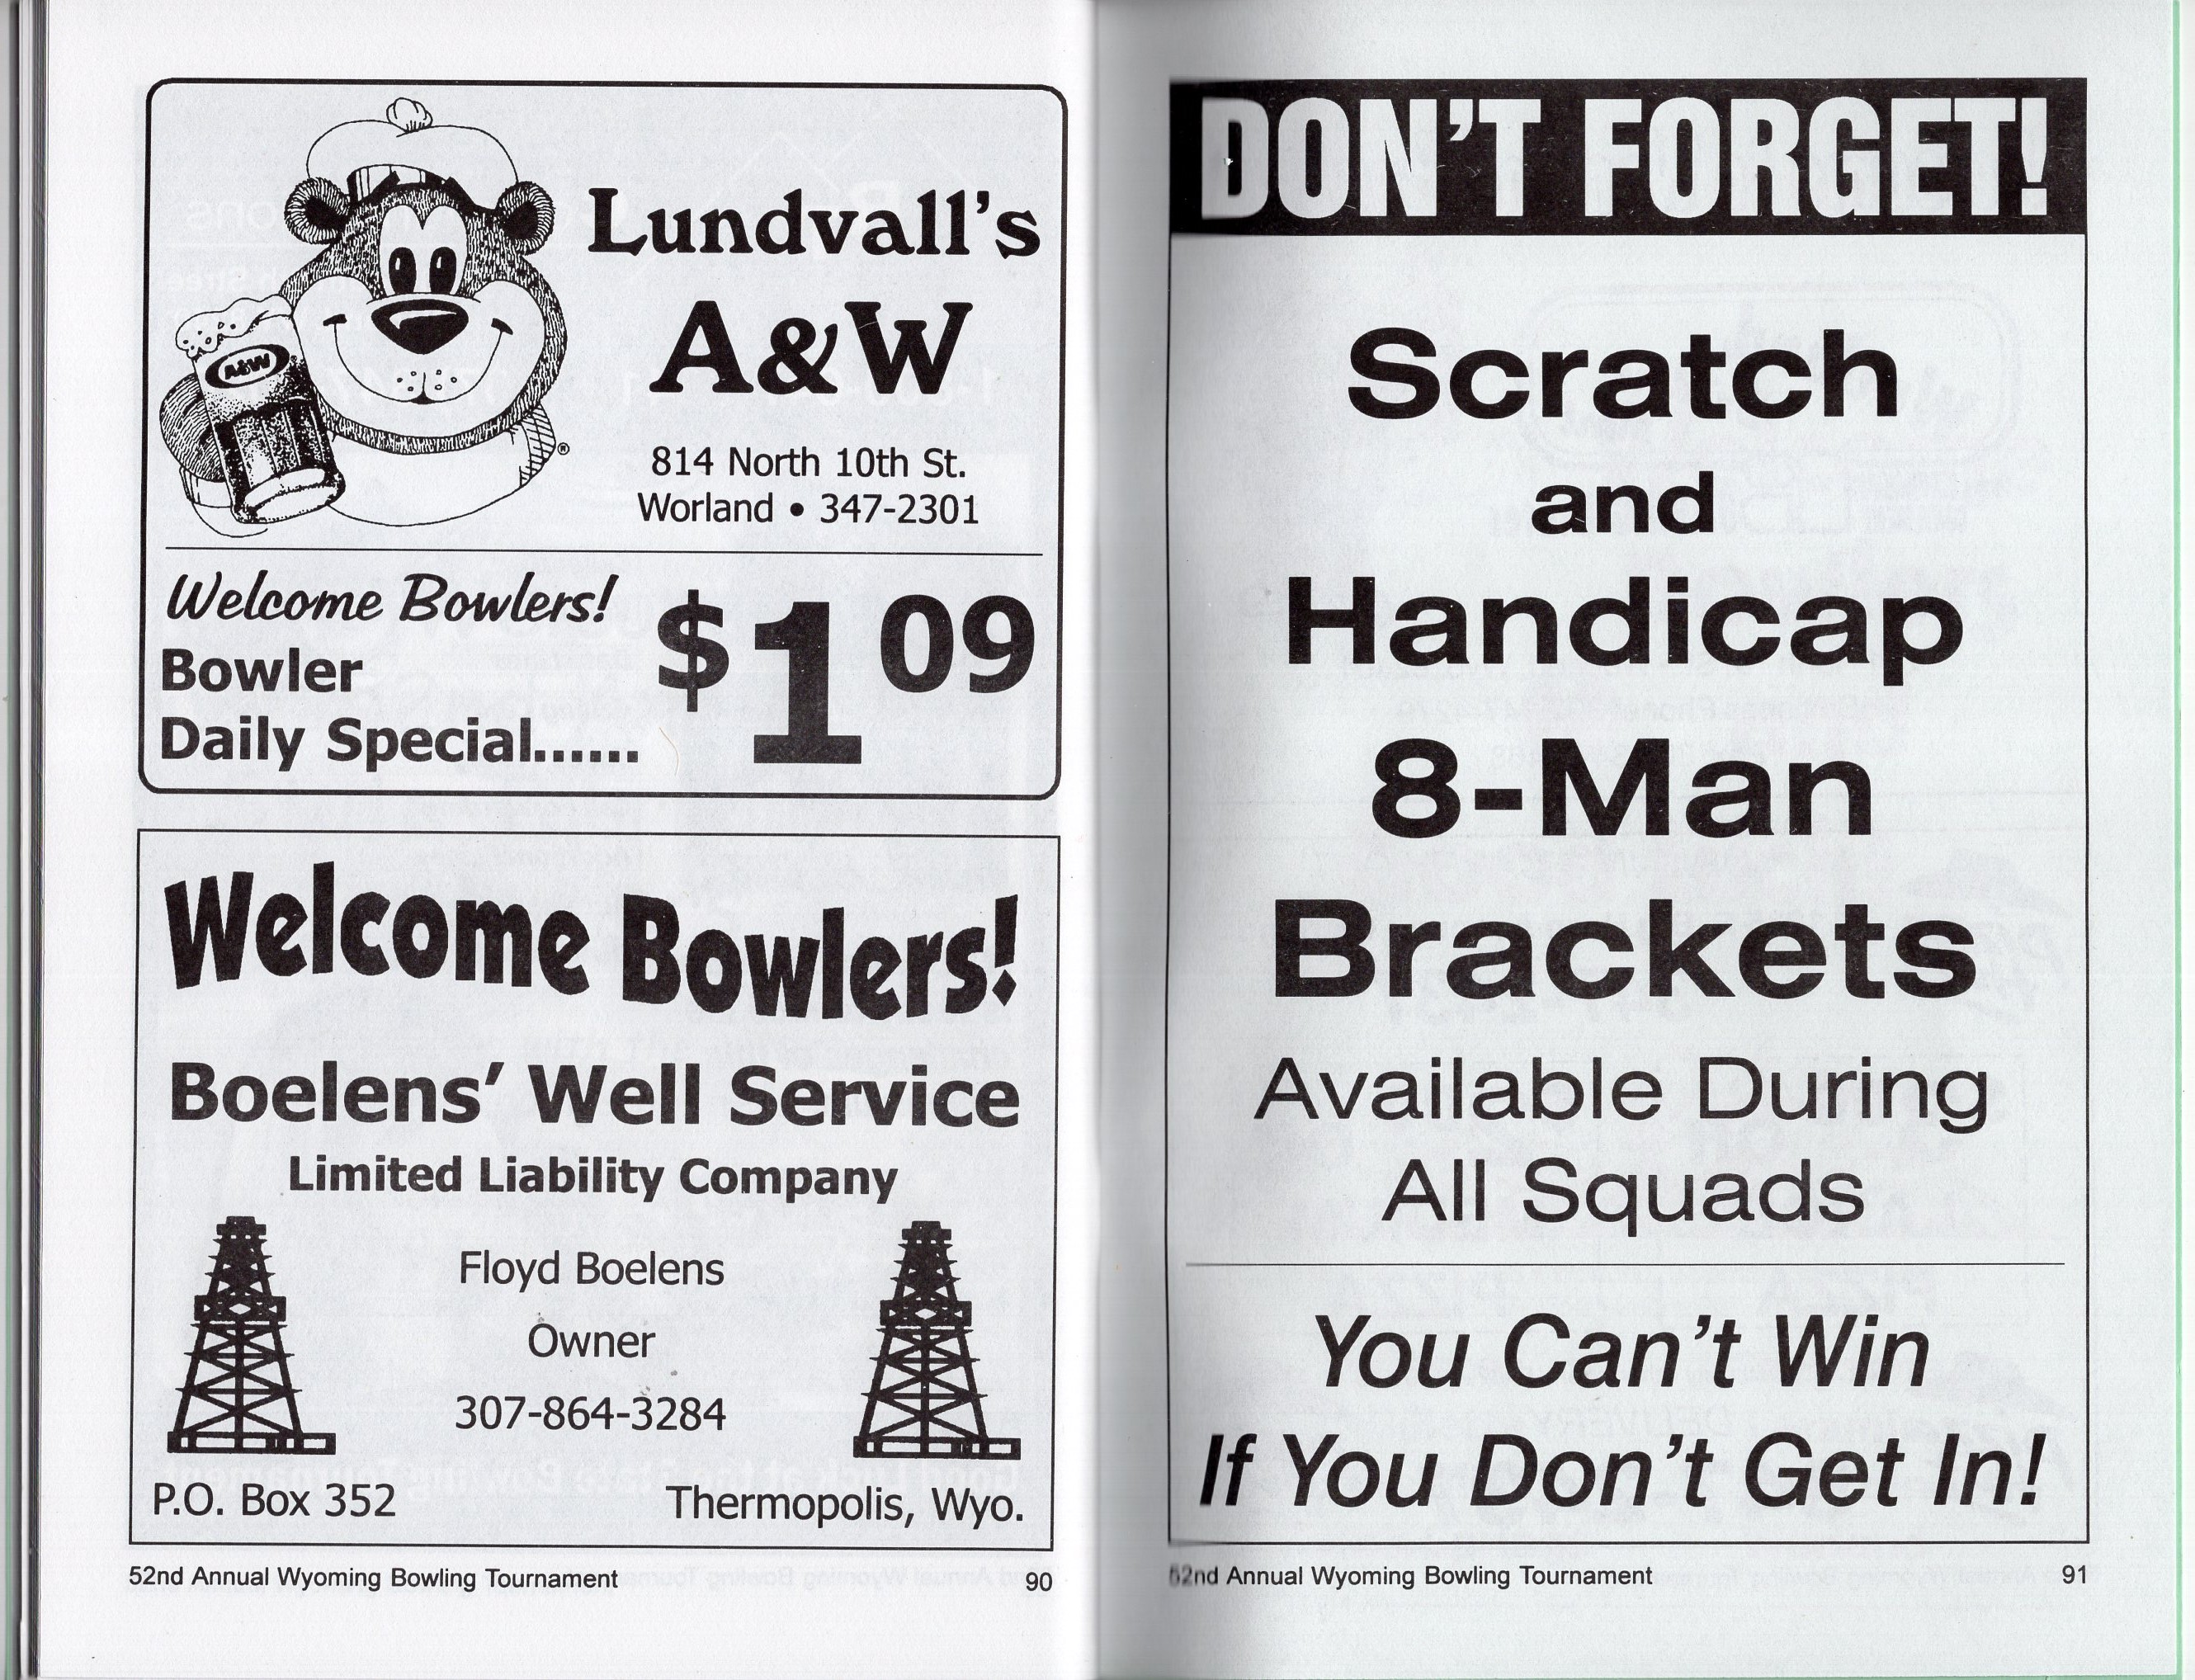 Lundvall's
A&W
A&W
®
814 North 10th St.
Worland • 347-2301
Welcome Bowlers!
Bowler
Daily Special......
$1 09
Welcome Bowlers!
Boelens' Well Service
Limited Liability Company
Floyd Boelens
Owner
307-864-3284
P.O. Box 352 Thermopolis, Wyo.
52nd Annual Wyoming Bowling Tournament 90
DON'T FORGET!
Scratch
and
Handicap
8-Man
Brackets
Available During
All Squads
You Can't Win
If You Don't Get In!
52nd Annual Wyoming Bowling Tournament 91